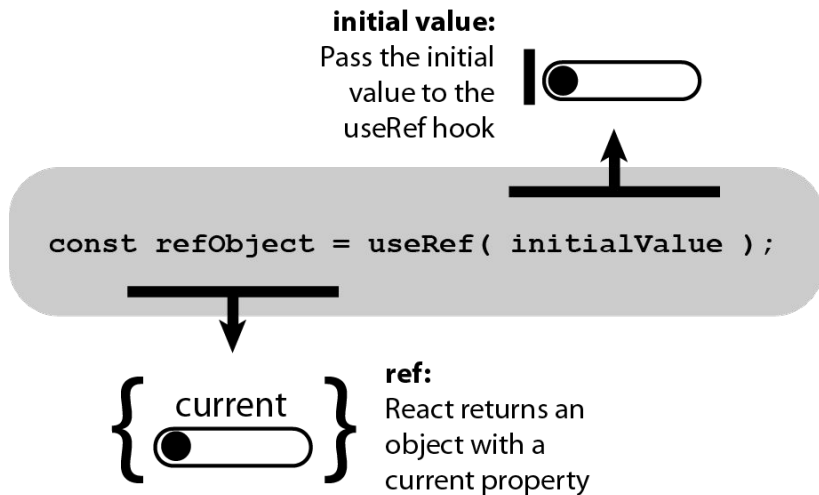 initial value:
Pass the initial
value to the
useRef hook
const refObject = useRef( initialValue );
{ current }
ref:
React returns an
object with a
current property